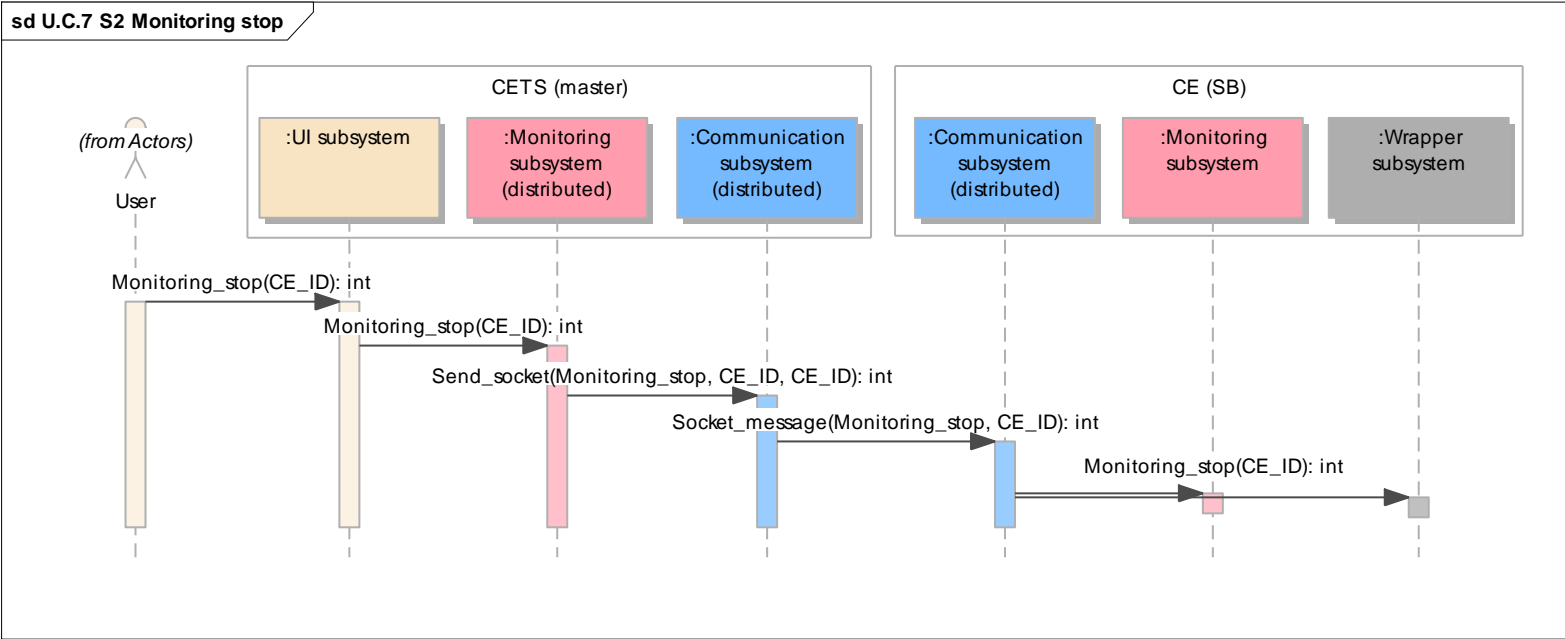 sd U.C.7 S2 Monitoring stop
CETS (master)
CE (SB)
(from Actors)
User
:UI subsystem
:Monitoring
subsystem
(distributed)
:Communication
subsystem
(distributed)
:Communication
subsystem
(distributed)
:Monitoring
subsystem
:Wrapper
subsystem
Monitoring_stop(CE_ID): int
Monitoring_stop(CE_ID): int
Send_socket(Monitoring_stop, CE_ID, CE_ID): int
Socket_message(Monitoring_stop, CE_ID): int
Monitoring_stop(CE_ID): int